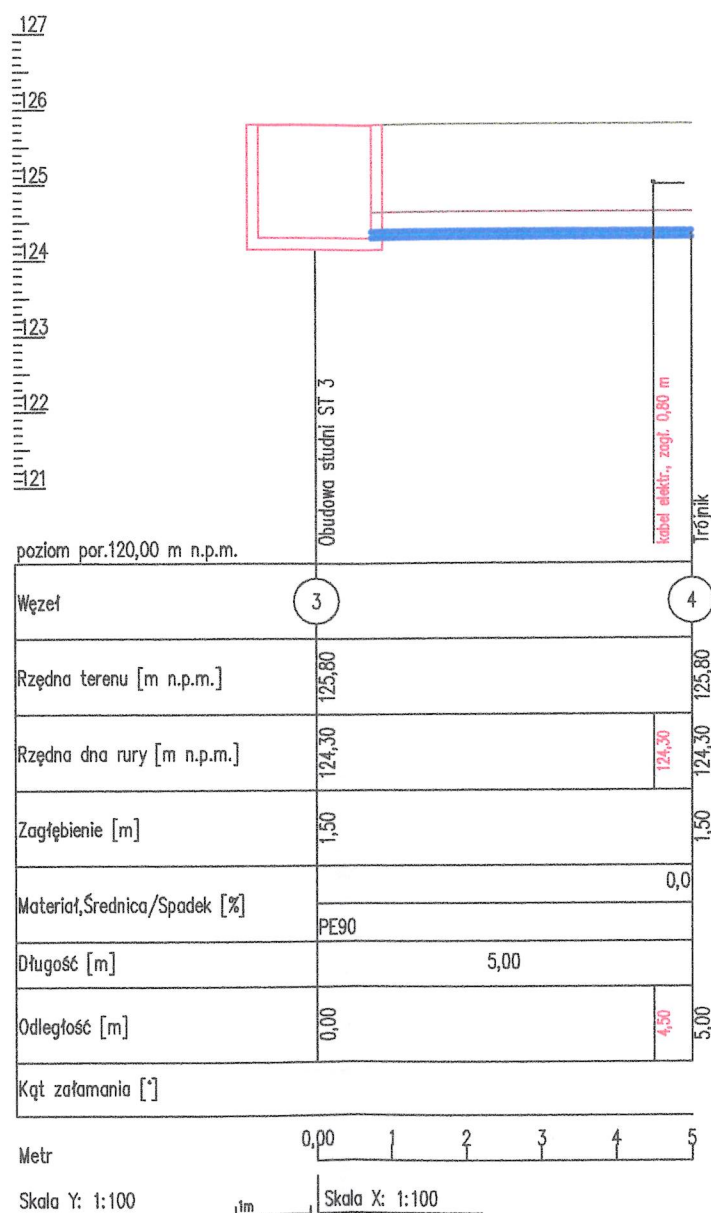 127
126
125
124
123
122
121
Obudowa studni ST 3
kabel elektr., zagł. 0,80 m
Trójnik
poziom por.120,00 m n.p.m.
Węzeł
3
4
Rzędna terenu [m n.p.m.]
125,80
125,80
Rzędna dna rury [m n.p.m.]
124,30
124,30
124,30
Zagłębienie [m]
1,50
1,50
Materiał,Średnica/Spadek [%]
0,0
PE90
Długość [m]
5,00
Odległość [m]
0,00
4,50
5,00
Kąt załamania [°]
Metr
0,00
1
2
3
4
5
Skala Y: 1:100
1m
Skala X: 1:100